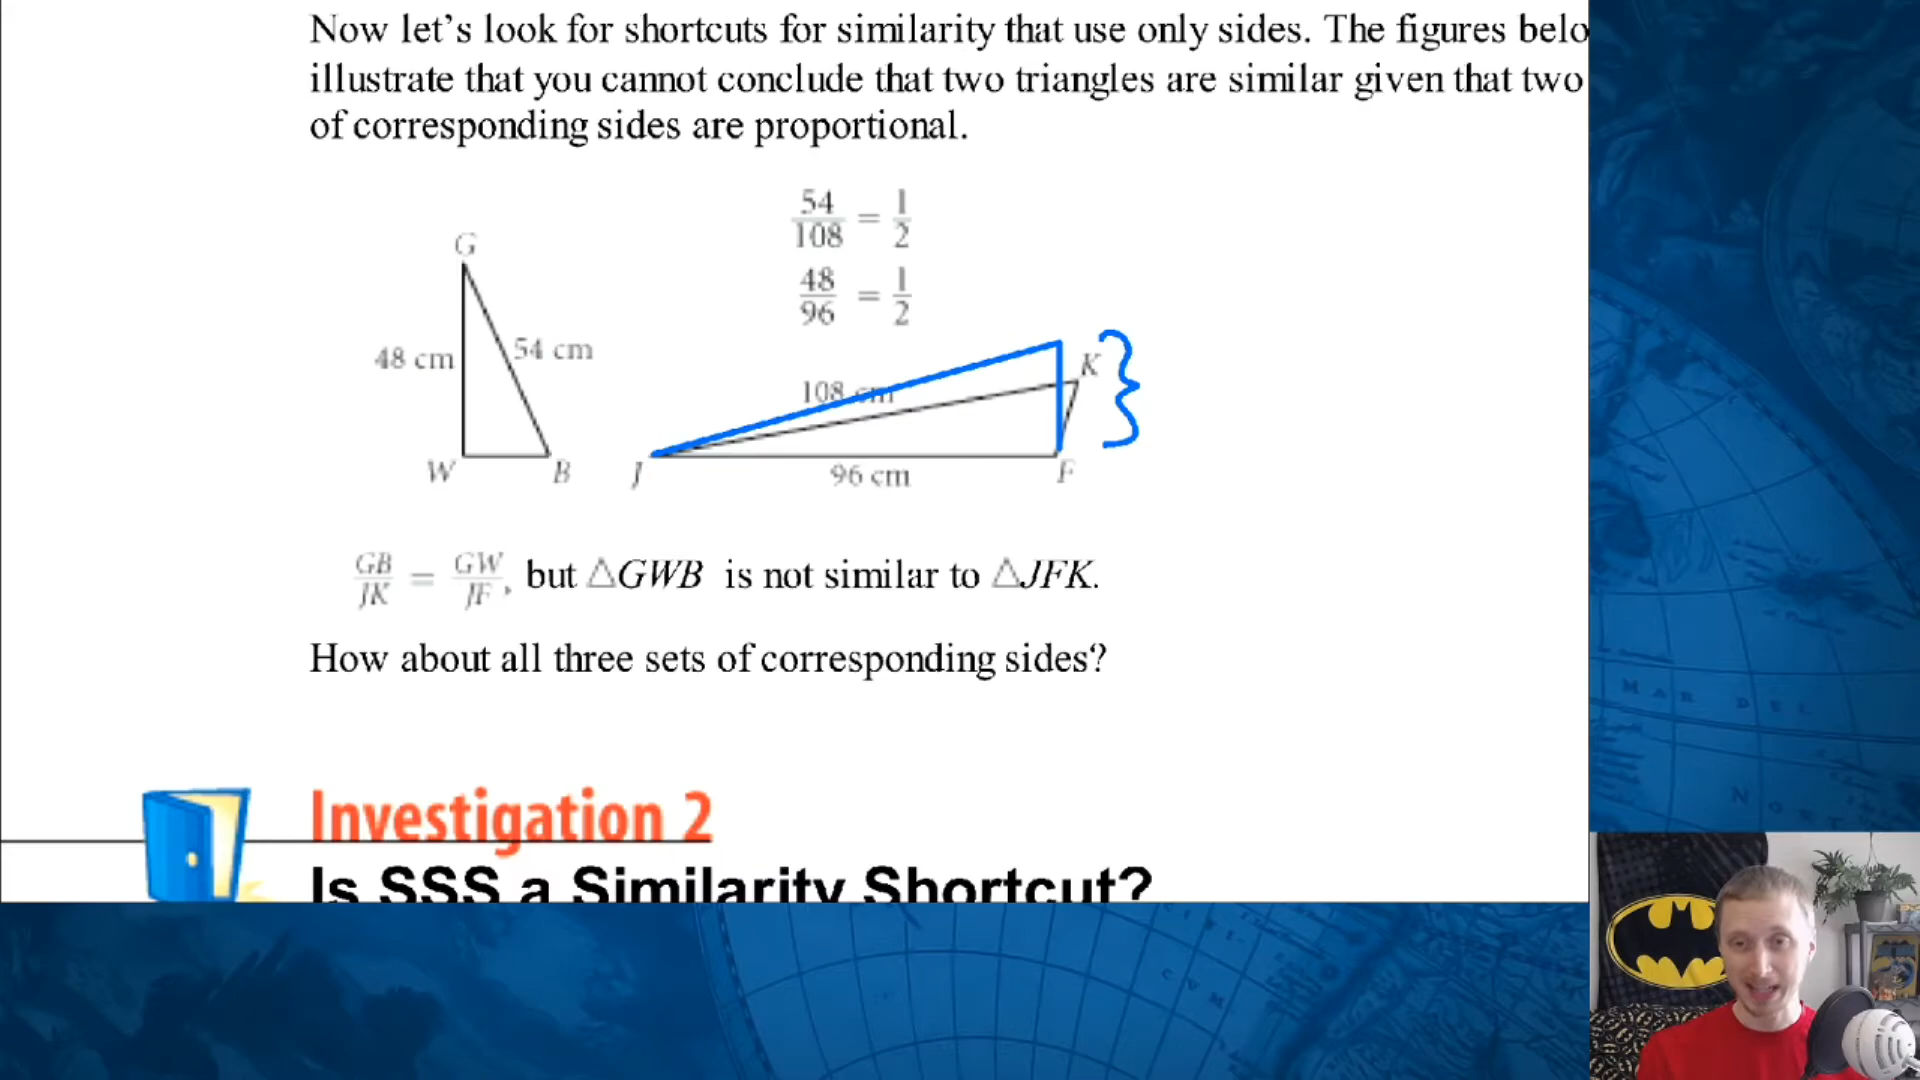 Now let's look for shortcuts for similarity that use only sides. The figures belo
illustrate that you cannot conclude that two triangles are similar given that two
of corresponding sides are proportional.
54/108 = 1/2
48/96 = 1/2
G
48 cm
54 cm
W
B
108 cm
K
J
96 cm
F
GB/JK = GW/JF, but △GWB is not similar to △JFK.
How about all three sets of corresponding sides?
Investigation 2
Is SSS a Similarity Shortcut?
MAR DEL
NORT